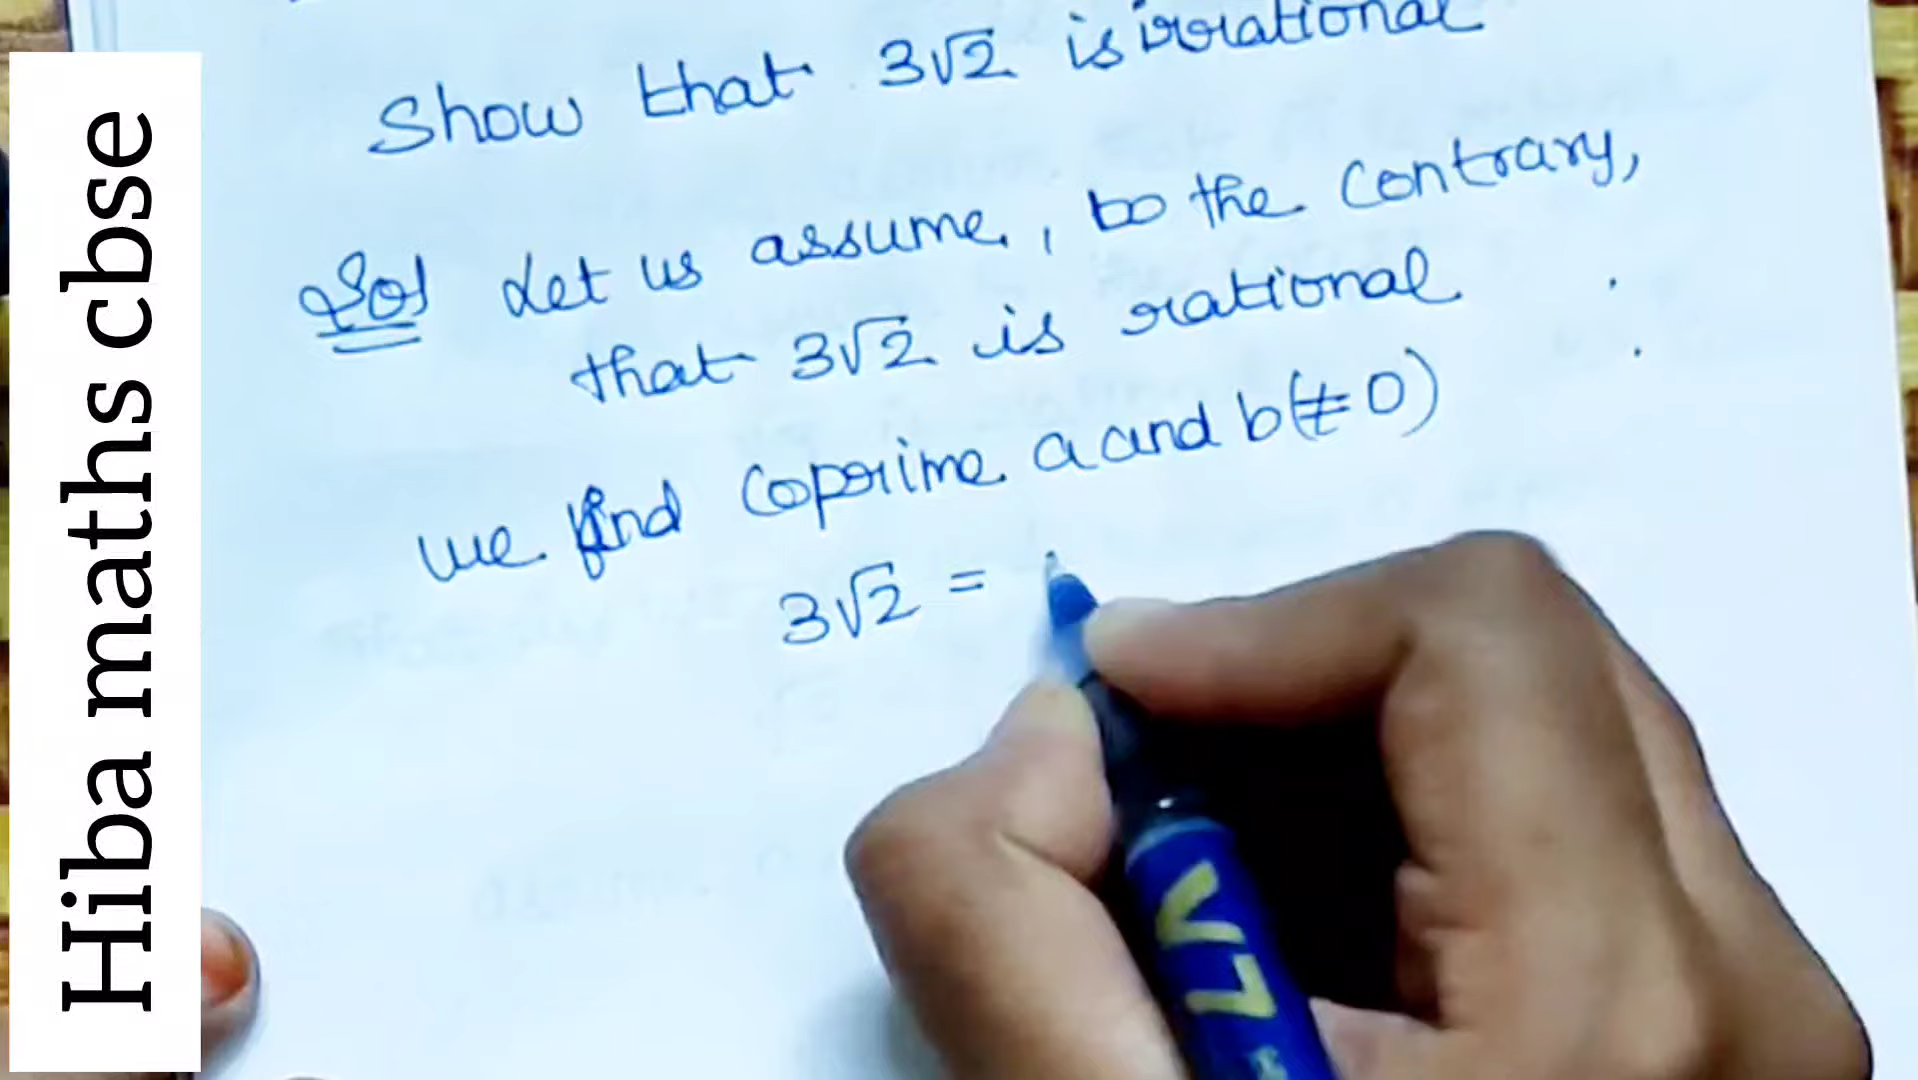 Hiba maths cbse
Show that 3√2 is irrational
Sol Let us assume, to the contrary,
that 3√2 is rational
we find coprime a and b(≠0)
3√2 =
V7